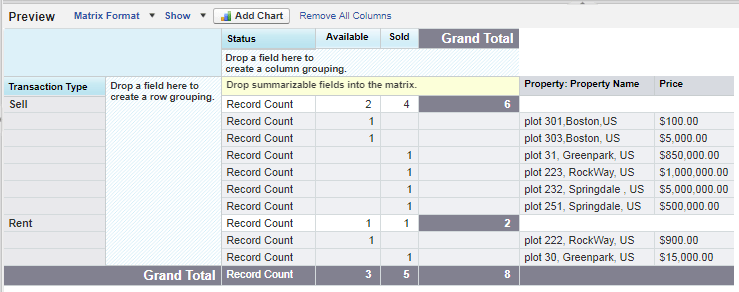 Preview Matrix Format Show Add Chart Remove All Columns
Status Available Sold Grand Total
Drop a field here to
create a column grouping.
Transaction Type Drop a field here to
create a row grouping. Drop summarizable fields into the matrix. Property: Property Name Price
Sell Record Count 2 4 6
Record Count 1 plot 301,Boston,US $100.00
Record Count 1 plot 303,Boston, US $5,000.00
Record Count 1 plot 31, Greenpark, US $850,000.00
Record Count 1 plot 223, RockWay, US $1,000,000.00
Record Count 1 plot 232, Springdale , US $5,000,000.00
Record Count 1 plot 251, Springdale, US $500,000.00
Rent Record Count 1 1 2
Record Count 1 plot 222, RockWay, US $900.00
Record Count 1 plot 30, Greenpark, US $15,000.00
Grand Total Record Count 3 5 8